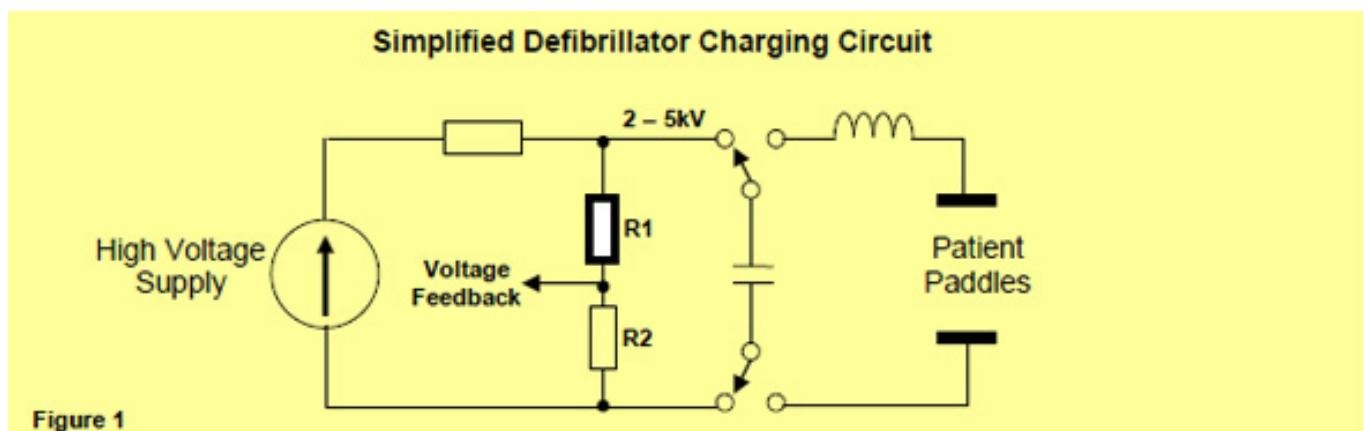 Simplified Defibrillator Charging Circuit
2 – 5kV
High Voltage
Supply
R1
Voltage
Feedback
R2
Patient
Paddles
Figure 1